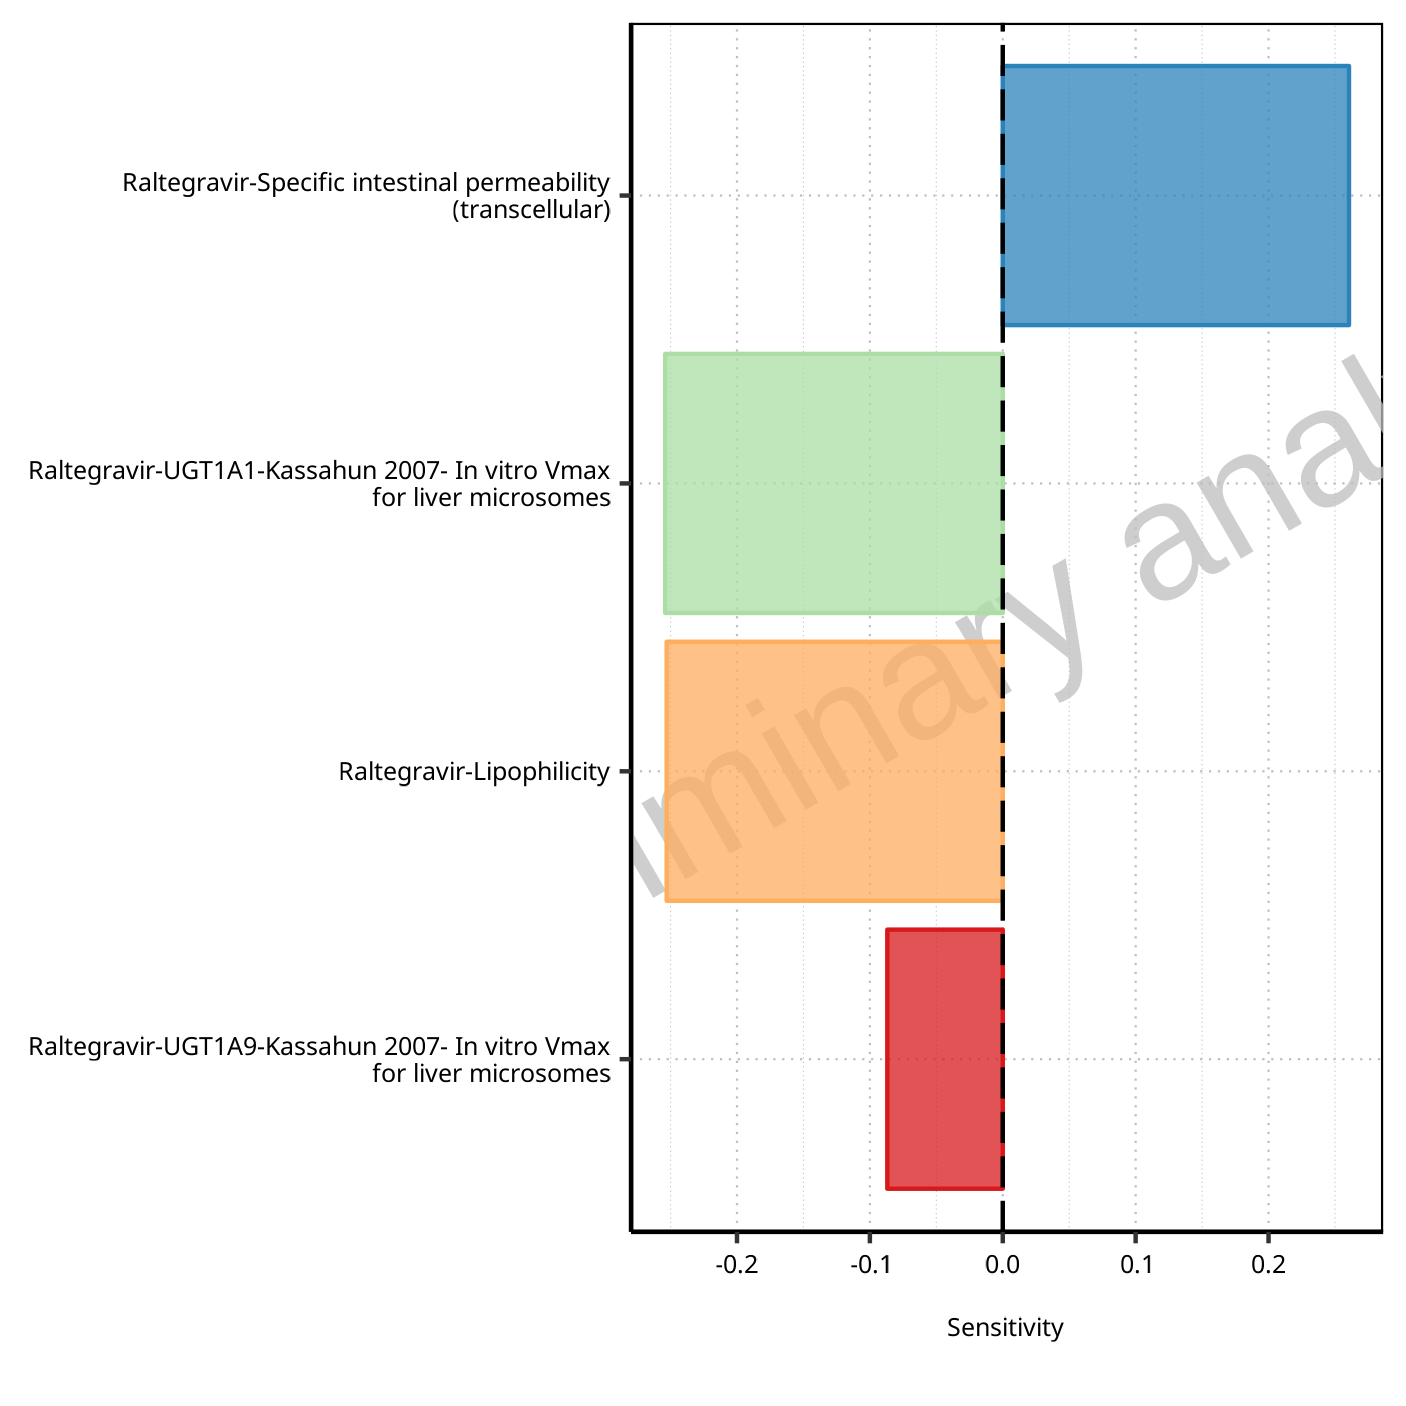 Raltegravir-Specific intestinal permeability
(transcellular)
Raltegravir-UGT1A1-Kassahun 2007- In vitro Vmax
for liver microsomes
Raltegravir-Lipophilicity
Raltegravir-UGT1A9-Kassahun 2007- In vitro Vmax
for liver microsomes
-0.2 -0.1 0.0 0.1 0.2
Sensitivity